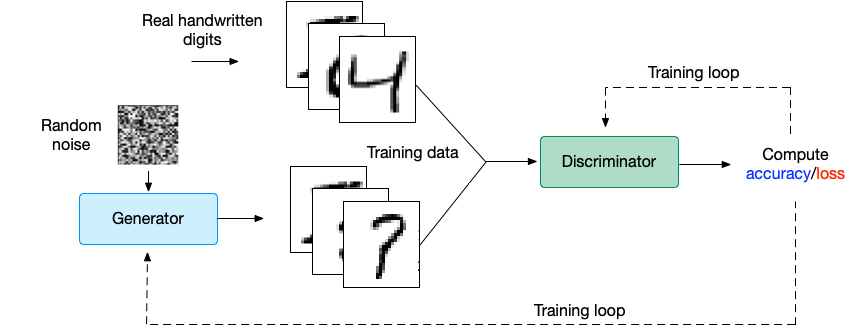 Real handwritten
digits
Training loop
Random
noise
Training data
Discriminator
Compute
accuracy/loss
Generator
Training loop